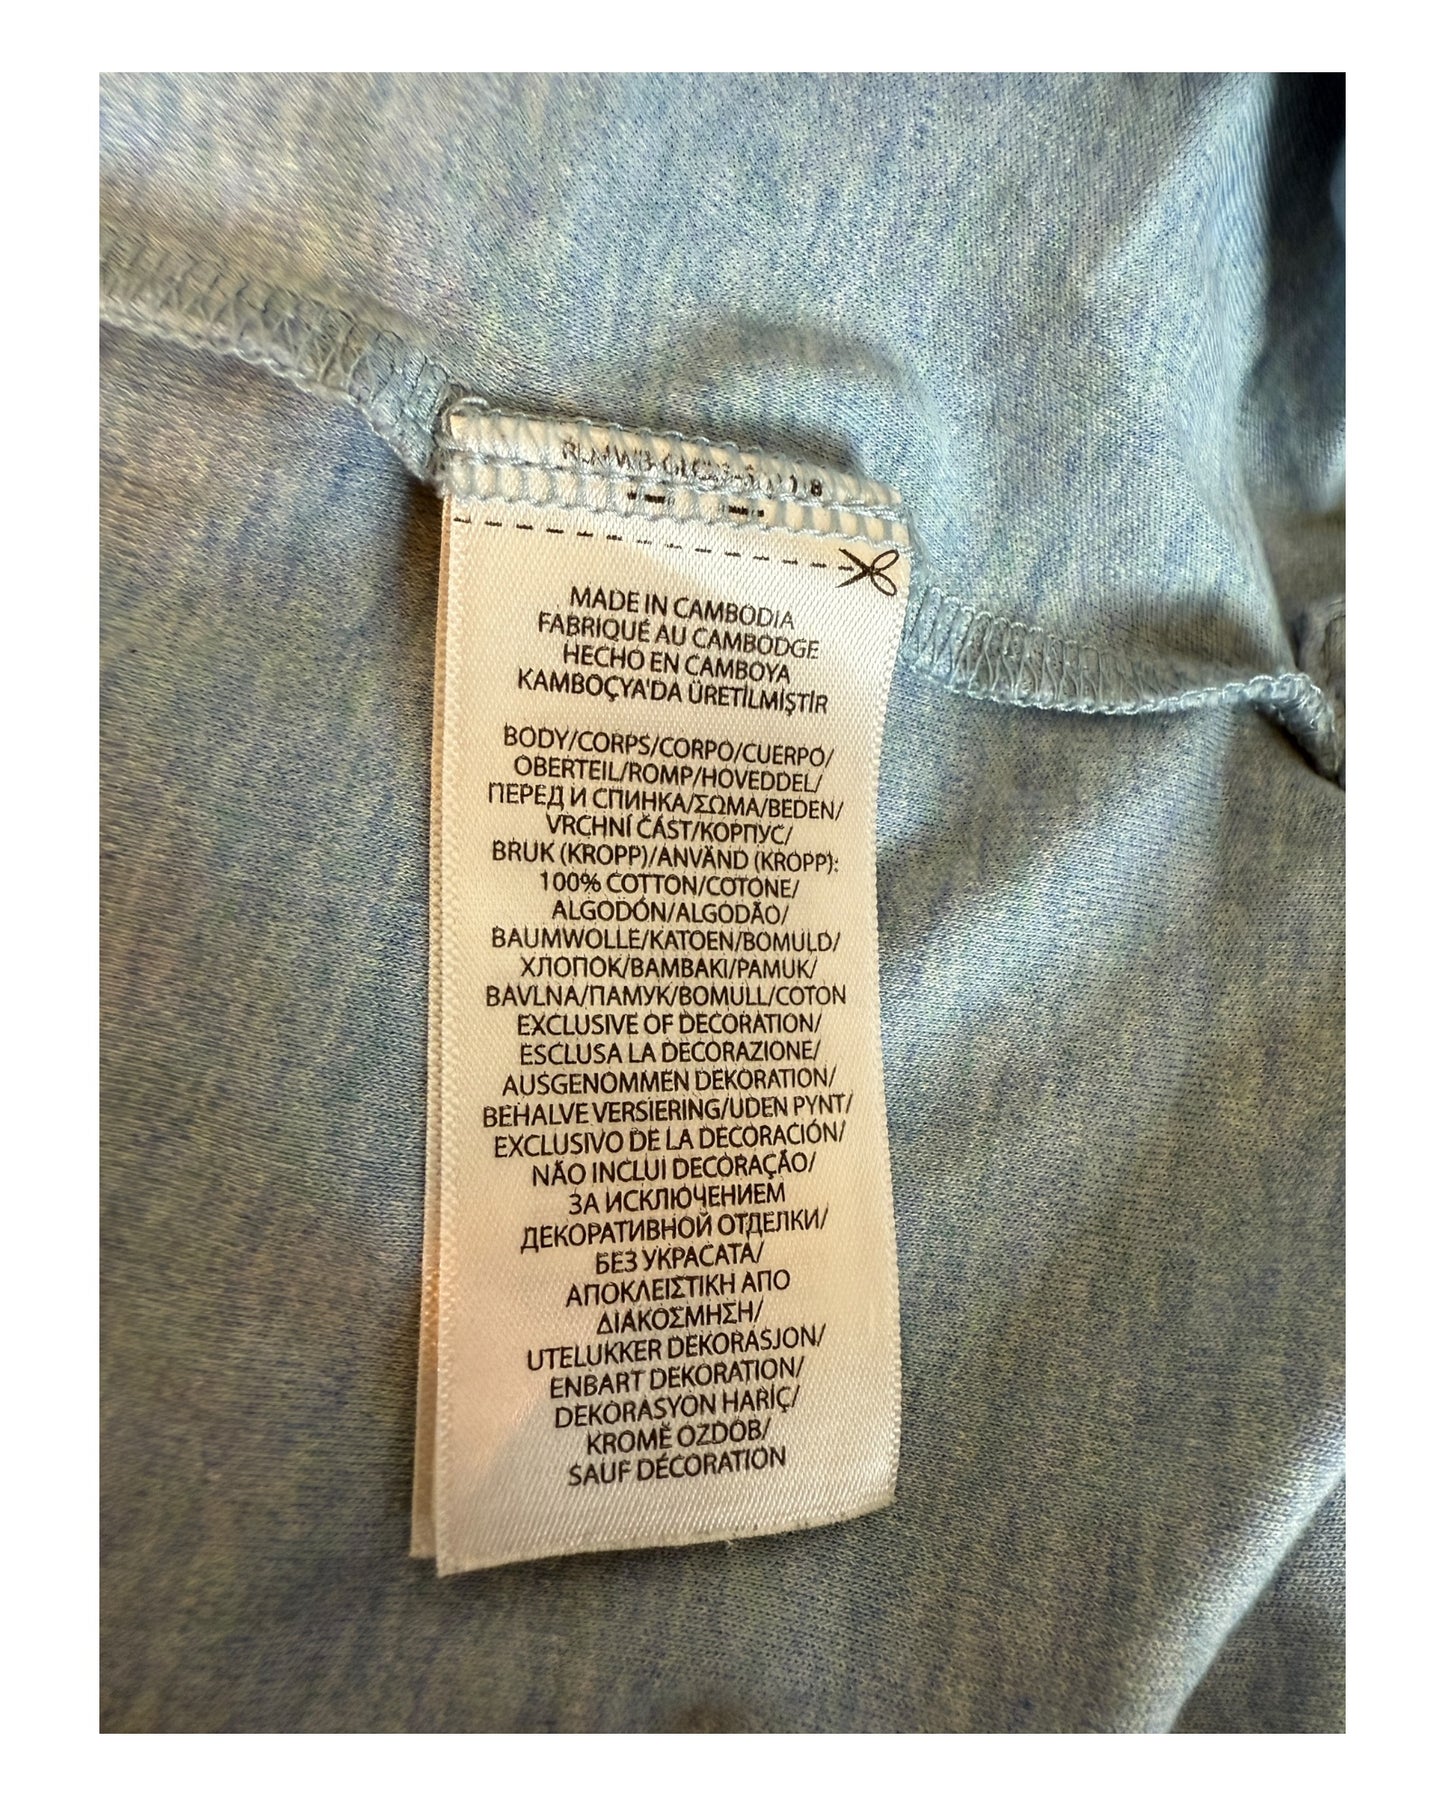 MADE IN CAMBODIA
FABRIQUÉ AU CAMBODGE
HECHO EN CAMBOYA
KAMBOÇYA'DA ÜRETİLMİŞTİR
BODY/CORPS/CORPO/CUERPO/
OBERTEIL/ROMP/HOVEDDEL/
ПЕРЕД И СПИНКА/ΣΩΜΑ/BEDEN/
VRCHNÍ ČÁST/КОРПУС/
BRUK (KROPP)/ANVÄND (KROPP):
100% COTTON/COTONE/
ALGODÓN/ALGODÃO/
BAUMWOLLE/KATOEN/BOMULD/
ХЛОПОК/BAMBAKI/PAMUK/
BAVLNA/ПАМУК/BOMULL/COTON
EXCLUSIVE OF DECORATION/
ESCLUSA LA DECORAZIONE/
AUSGENOMMEN DEKORATION/
BEHALVE VERSIERING/UDEN PYNT/
EXCLUSIVO DE LA DECORACIÓN/
NÃO INCLUI DECORAÇÃO/
ЗА ИСКЛЮЧЕНИЕМ
ДЕКОРАТИВНОЙ ОТДЕЛКИ/
БЕЗ УКРАСАТА/
ΑΠΟΚΛΕΙΣΤΙΚΗ ΑΠΟ
ΔΙΑΚΟΣΜΗΣΗ/
UTELUKKER DEKORASJON/
ENBART DEKORATION/
DEKORASYON HARİÇ/
KROMĚ OZDOB/
SAUF DÉCORATION